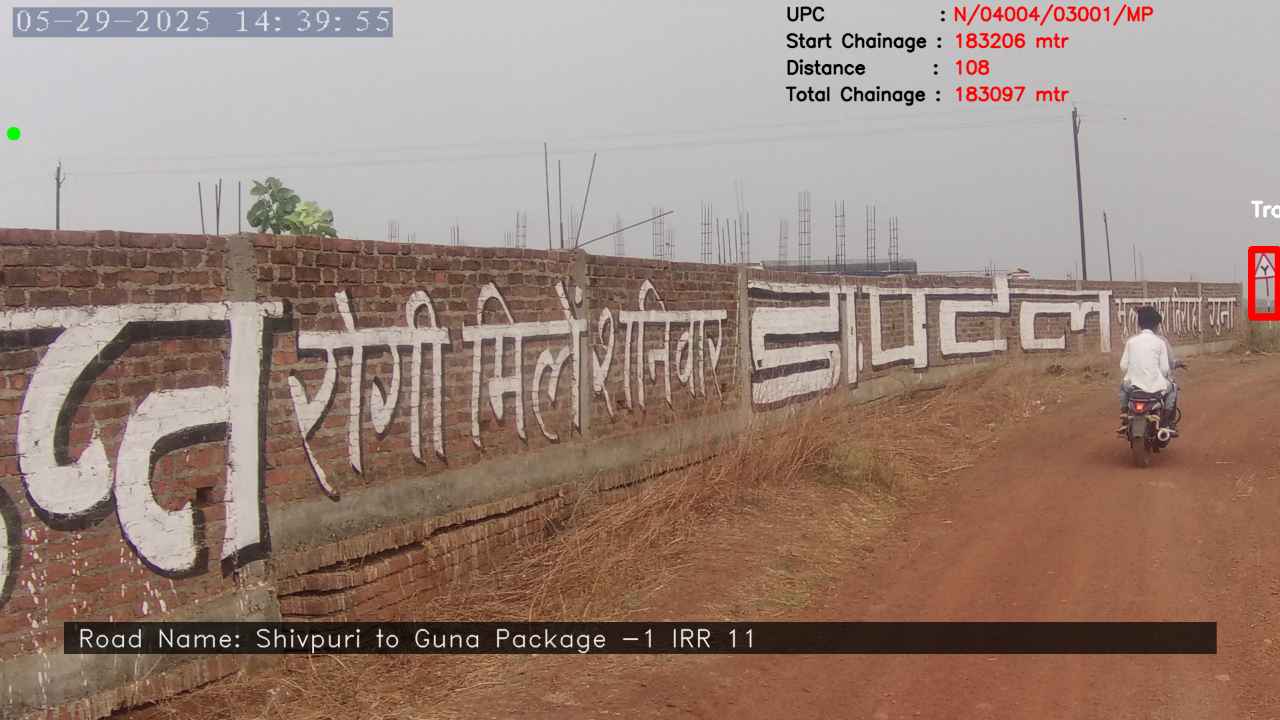 05-29-2025 14:39:55
UPC : N/04004/03001/MP
Start Chainage : 183206 mtr
Distance : 108
Total Chainage : 183097 mtr
Tra
रोगी मिलें शनिवार डा. पटेल
गुना
Road Name: Shivpuri to Guna Package -1 IRR 11